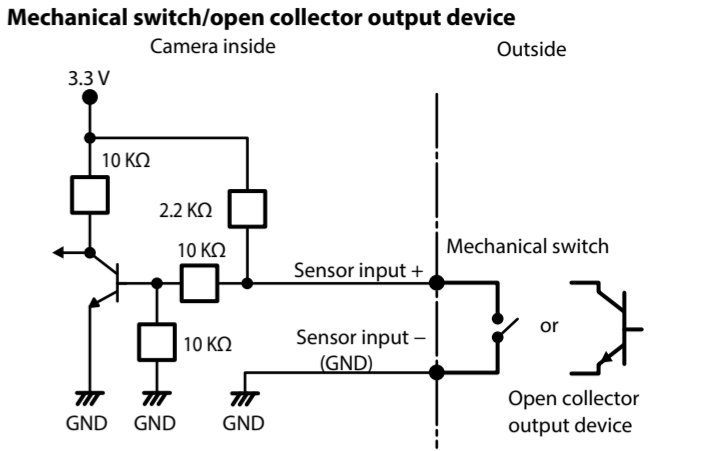 Mechanical switch/open collector output device
Camera inside
Outside
3.3 V
10 KΩ
2.2 KΩ
10 KΩ
Mechanical switch
Sensor input +
or
Sensor input −
(GND)
10 KΩ
Open collector
output device
GND
GND
GND